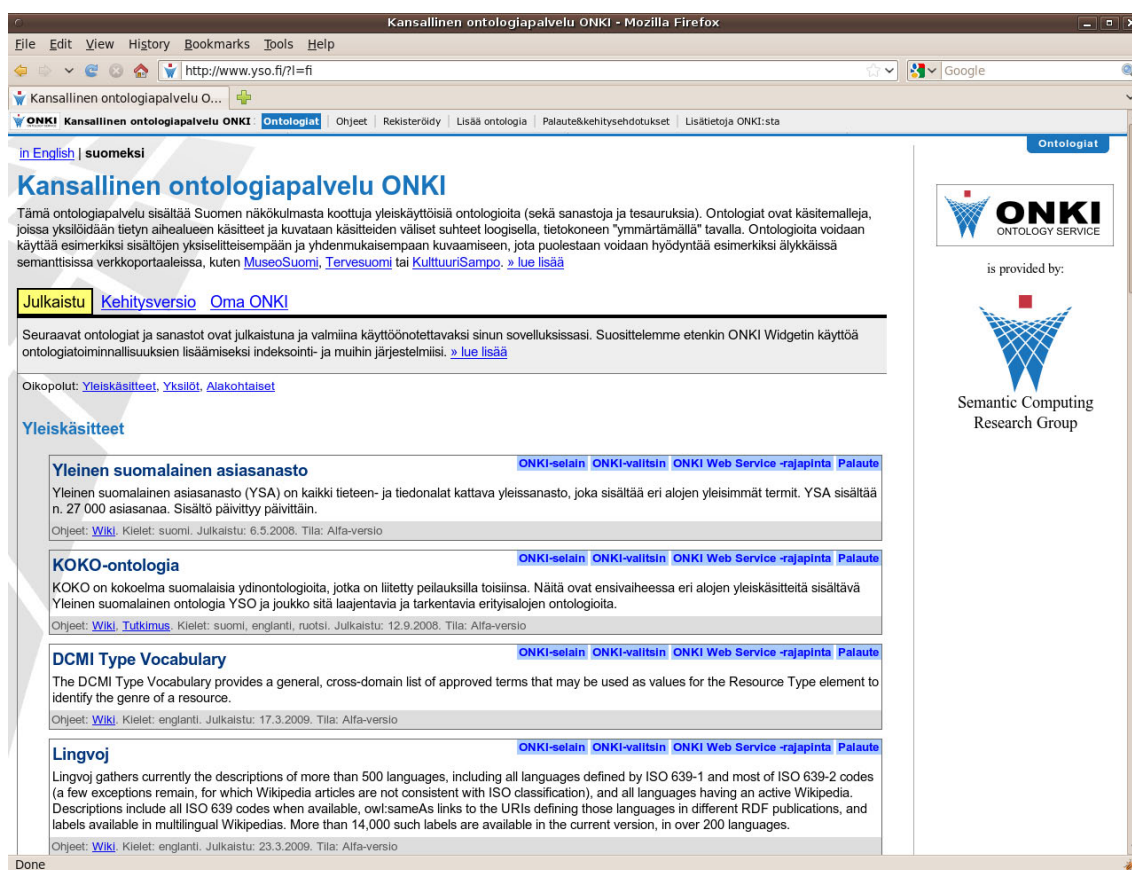 Kansallinen ontologiapalvelu ONKI - Mozilla Firefox
File Edit View History Bookmarks Tools Help
http://www.yso.fi/?l=fi
Google
Kansallinen ontologiapalvelu O...
ONKI Kansallinen ontologiapalvelu ONKI: Ontologiat | Ohjeet | Rekisteröidy | Lisää ontologia | Palaute&kehitysehdotukset | Lisätietoja ONKI:sta
in English | suomeksi
Ontologiat
Kansallinen ontologiapalvelu ONKI
Tämä ontologiapalvelu sisältää Suomen näkökulmasta koottuja yleiskäyttöisiä ontologioita (sekä sanastoja ja tesauruksia). Ontologiat ovat käsitemalleja,
joissa yksilöidään tietyn aihealueen käsitteet ja kuvataan käsitteiden väliset suhteet loogisella, tietokoneen "ymmärtämällä" tavalla. Ontologioita voidaan
käyttää esimerkiksi sisältöjen yksiselitteisempään ja yhdenmukaisempaan kuvaamiseen, jota puolestaan voidaan hyödyntää esimerkiksi älykkäissä
semanttisissa verkkoportaaleissa, kuten MuseoSuomi, Tervesuomi tai KulttuuriSampo. » lue lisää
ONKI
ONTOLOGY SERVICE
is provided by:
Semantic Computing
Research Group
Julkaistu Kehitysversio Oma ONKI
Seuraavat ontologiat ja sanastot ovat julkaistuna ja valmiina käyttöönotettavaksi sinun sovelluksissasi. Suosittelemme etenkin ONKI Widgetin käyttöä
ontologiatoiminnallisuuksien lisäämiseksi indeksointi- ja muihin järjestelmiisi. » lue lisää
Oikopolut: Yleiskäsitteet, Yksilöt, Alakohtaiset
Yleiskäsitteet
Yleinen suomalainen asiasanasto
ONKI-selain ONKI-valitsin ONKI Web Service -rajapinta Palaute
Yleinen suomalainen asiasanasto (YSA) on kaikki tieteen- ja tiedonalat kattava yleissanasto, joka sisältää eri alojen yleisimmät termit. YSA sisältää
n. 27 000 asiasanaa. Sisältö päivittyy päivittäin.
Ohjeet: Wiki. Kielet: suomi. Julkaistu: 6.5.2008. Tila: Alfa-versio
KOKO-ontologia
ONKI-selain ONKI-valitsin ONKI Web Service -rajapinta Palaute
KOKO on kokoelma suomalaisia ydinontologioita, jotka on liitetty peilauksilla toisiinsa. Näitä ovat ensivaiheessa eri alojen yleiskäsitteitä sisältävä
Yleinen suomalainen ontologia YSO ja joukko sitä laajentavia ja tarkentavia erityisalojen ontologioita.
Ohjeet: Wiki, Tutkimus. Kielet: suomi, englanti, ruotsi. Julkaistu: 12.9.2008. Tila: Alfa-versio
DCMI Type Vocabulary
ONKI-selain ONKI-valitsin ONKI Web Service -rajapinta Palaute
The DCMI Type Vocabulary provides a general, cross-domain list of approved terms that may be used as values for the Resource Type element to
identify the genre of a resource.
Ohjeet: Wiki. Kielet: englanti. Julkaistu: 17.3.2009. Tila: Alfa-versio
Lingvoj
ONKI-selain ONKI-valitsin ONKI Web Service -rajapinta Palaute
Lingvoj gathers currently the descriptions of more than 500 languages, including all languages defined by ISO 639-1 and most of ISO 639-2 codes
(a few exceptions remain, for which Wikipedia articles are not consistent with ISO classification), and all languages having an active Wikipedia.
Descriptions include all ISO 639 codes when available, owl:sameAs links to the URIs defining those languages in different RDF publications, and
labels available in multilingual Wikipedias. More than 14,000 such labels are available in the current version, in over 200 languages.
Ohjeet: Wiki. Kielet: englanti. Julkaistu: 23.3.2009. Tila: Alfa-versio
Done